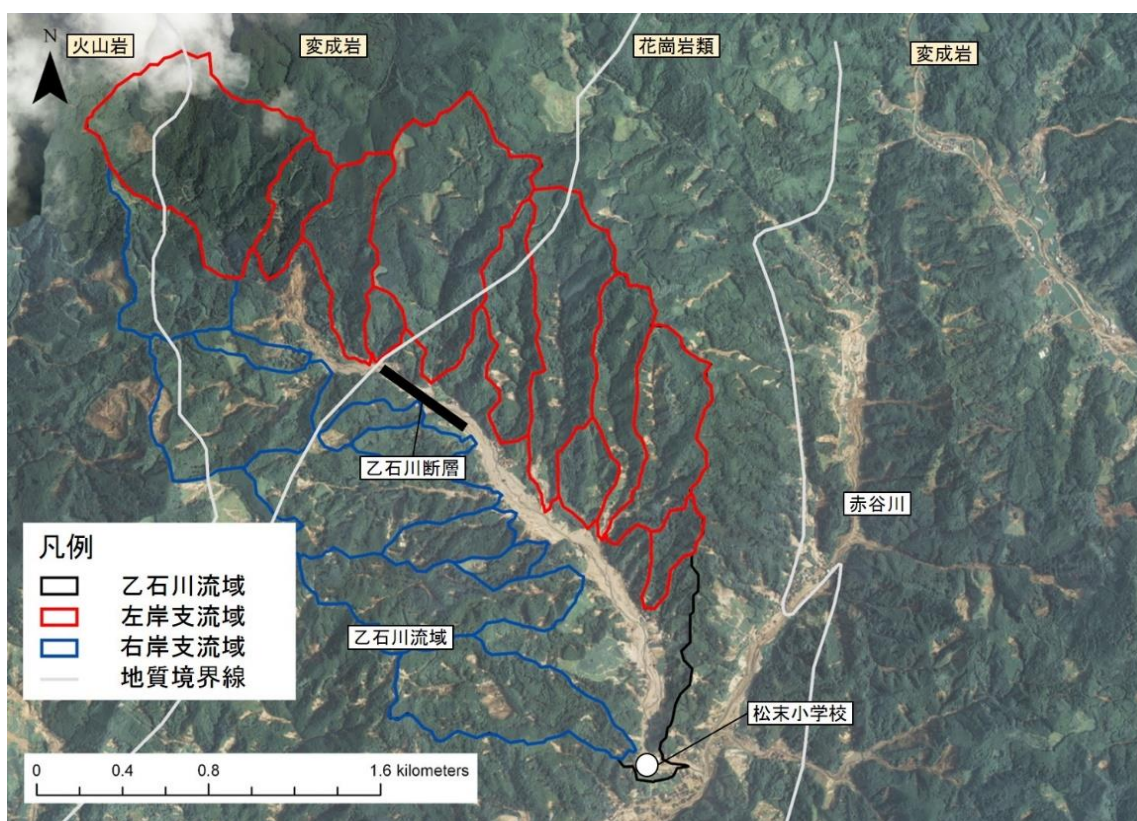 N
火山岩
変成岩
花崗岩類
変成岩
乙石川断層
赤谷川
乙石川流域
松末小学校
凡例
乙石川流域
左岸支流域
右岸支流域
地質境界線
0 0.4 0.8 1.6 kilometers